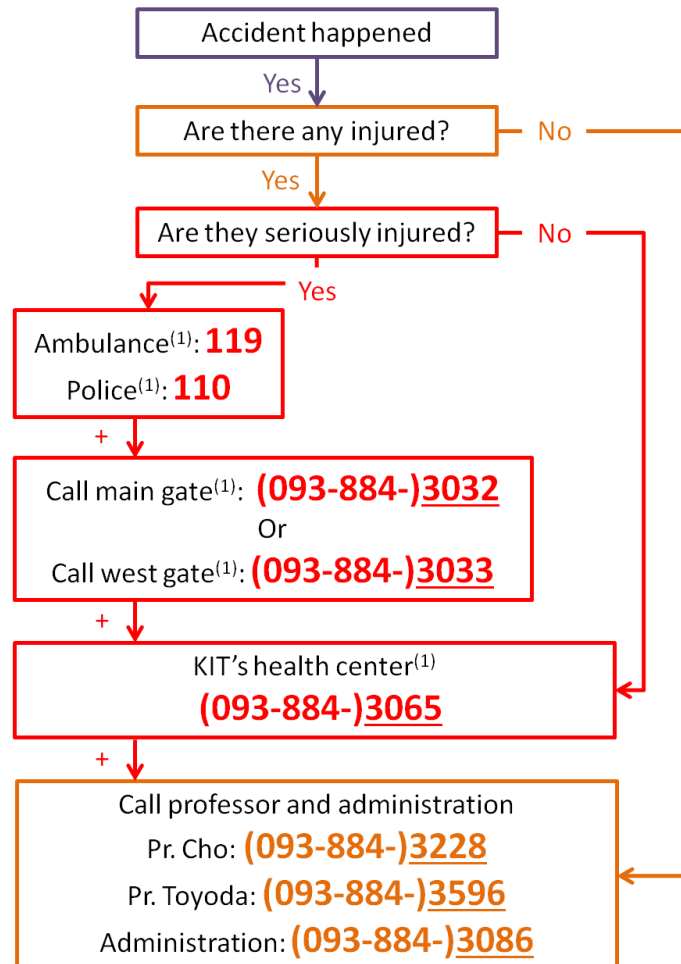 Accident happened
Yes
Are there any injured?
No
Yes
Are they seriously injured?
No
Yes
Ambulance(1): 119
Police(1): 110
+
Call main gate(1): (093-884-)3032
Or
Call west gate(1): (093-884-)3033
+
KIT’s health center(1)
(093-884-)3065
+
Call professor and administration
Pr. Cho: (093-884-)3228
Pr. Toyoda: (093-884-)3596
Administration: (093-884-)3086